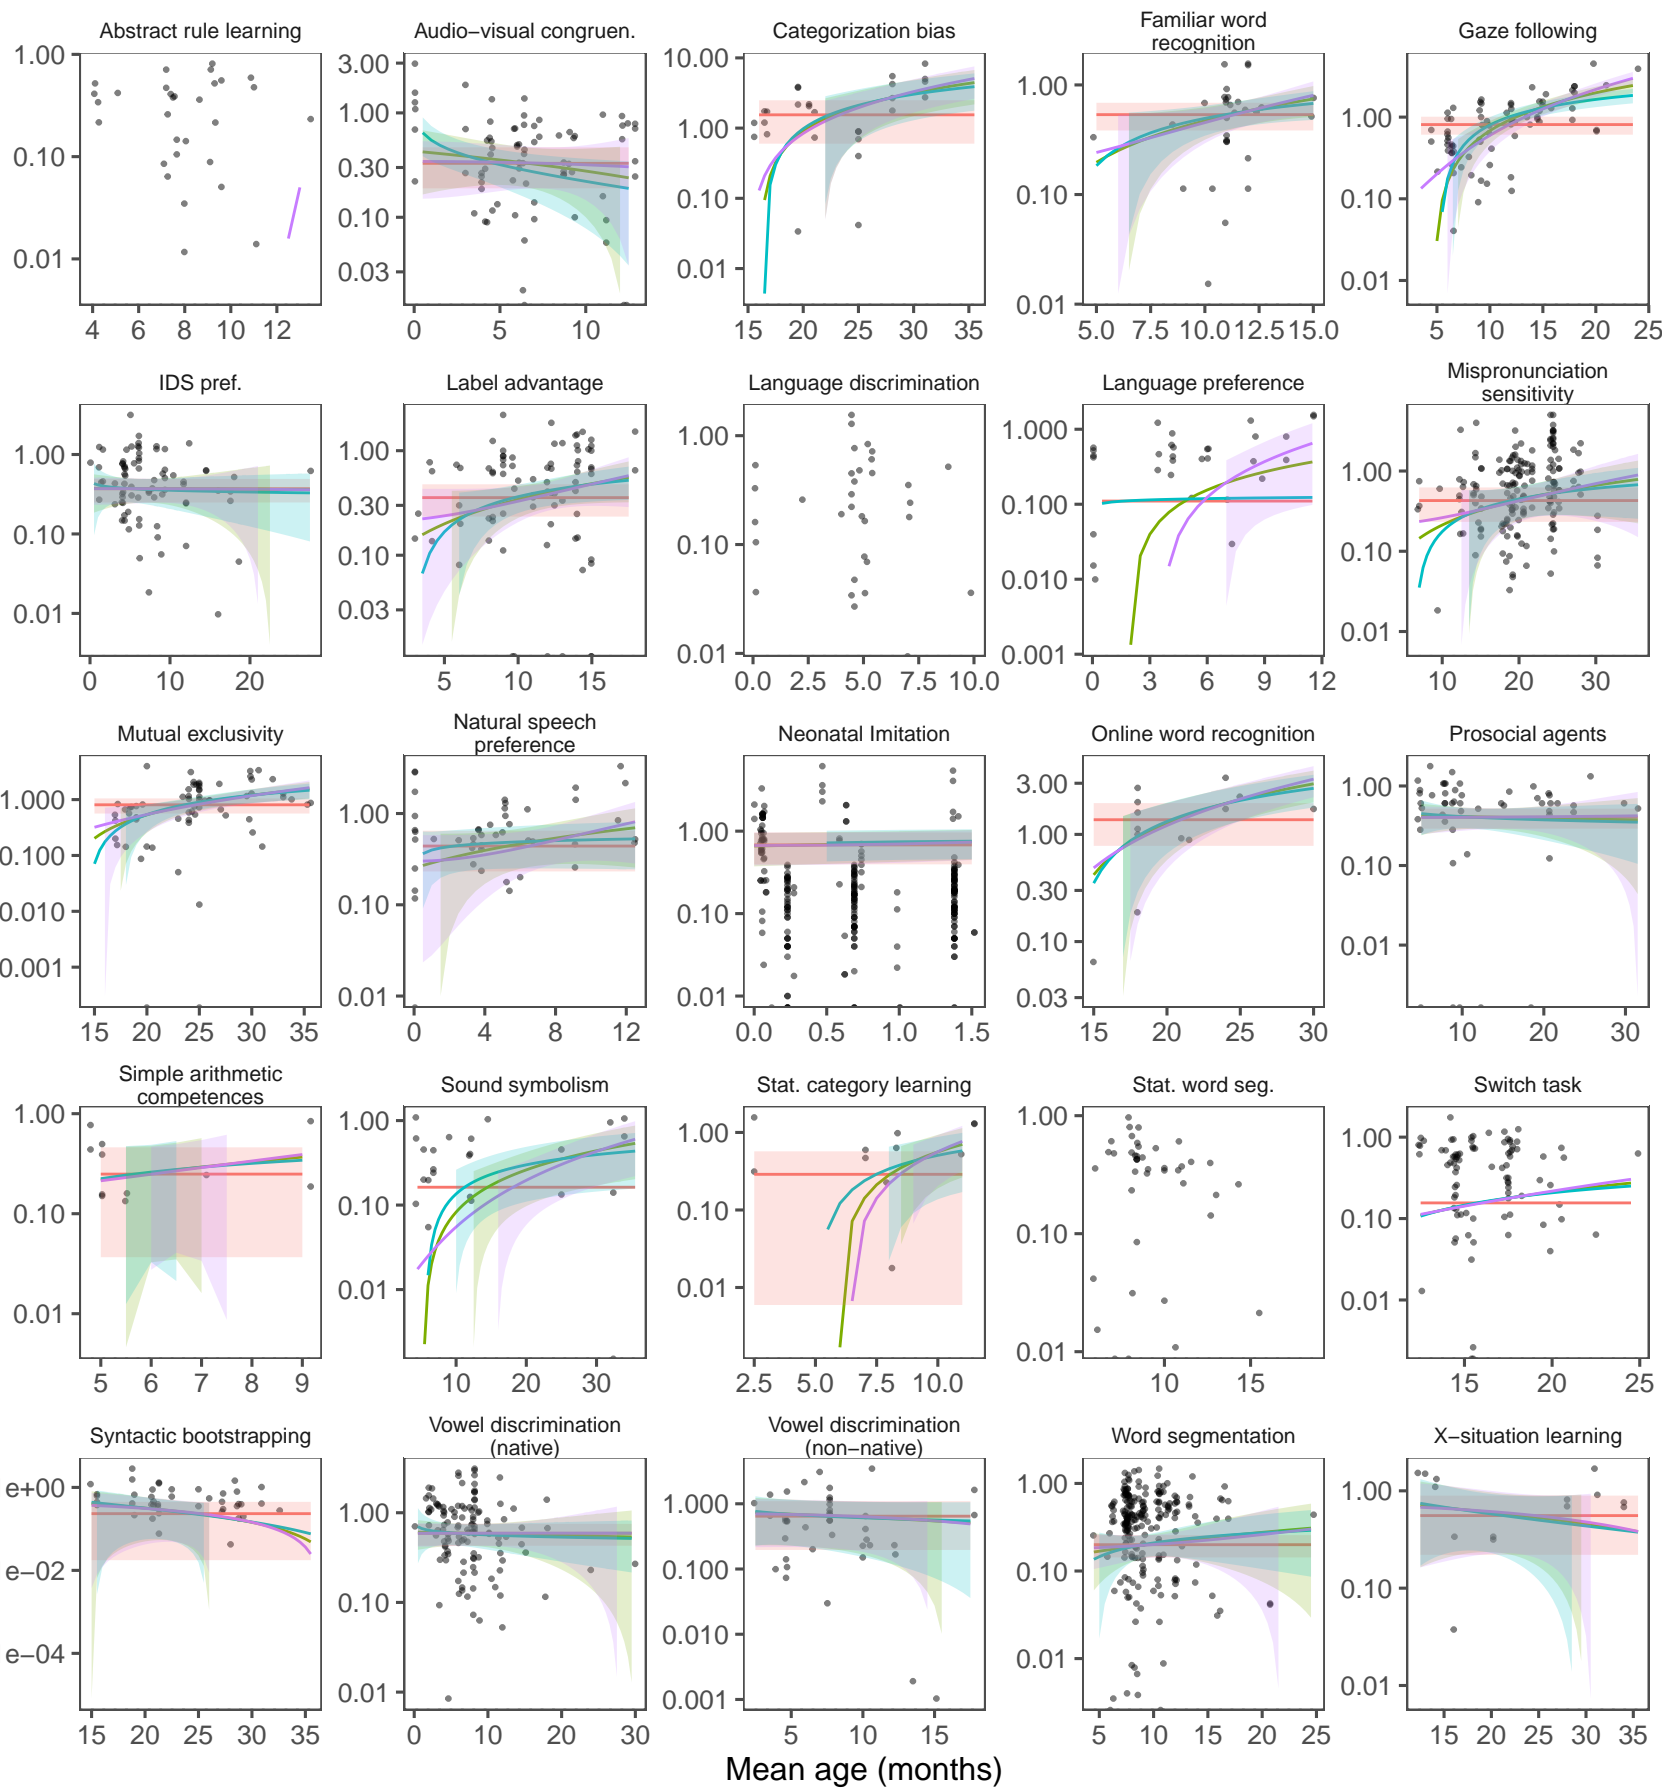 Abstract rule learning
1.00
0.10
0.01
4 6 8 10 12
Audio−visual congruen.
3.00
1.00
0.30
0.10
0.03
0 5 10
Categorization bias
10.00
1.00
0.10
0.01
15 20 25 30 35
Familiar word
recognition
1.00
0.10
0.01
5.0 7.5 10.0 12.5 15.0
Gaze following
1.00
0.10
0.01
5 10 15 20 25
IDS pref.
1.00
0.10
0.01
0 10 20
Label advantage
1.00
0.30
0.10
0.03
5 10 15
Language discrimination
1.00
0.10
0.01
0.0 2.5 5.0 7.5 10.0
Language preference
1.000
0.100
0.010
0.001
0 3 6 9 12
Mispronunciation
sensitivity
1.00
0.10
0.01
10 20 30
Mutual exclusivity
1.000
0.100
0.010
0.001
15 20 25 30 35
Natural speech
preference
1.00
0.10
0.01
0 4 8 12
Neonatal Imitation
1.00
0.10
0.01
0.0 0.5 1.0 1.5
Online word recognition
3.00
1.00
0.30
0.10
0.03
15 20 25 30
Prosocial agents
1.00
0.10
0.01
10 20 30
Simple arithmetic
competences
1.00
0.10
0.01
5 6 7 8 9
Sound symbolism
1.00
0.10
0.01
10 20 30
Stat. category learning
1.00
0.10
0.01
2.5 5.0 7.5 10.0
Stat. word seg.
1.00
0.10
0.01
10 15
Switch task
1.00
0.10
0.01
15 20 25
Syntactic bootstrapping
e+00
e−02
e−04
15 20 25 30 35
Vowel discrimination
(native)
1.00
0.10
0.01
0 10 20 30
Vowel discrimination
(non−native)
1.000
0.100
0.010
0.001
5 10 15
Word segmentation
1.00
0.10
0.01
5 10 15 20 25
X−situation learning
1.00
0.10
0.01
15 20 25 30 35
Mean age (months)